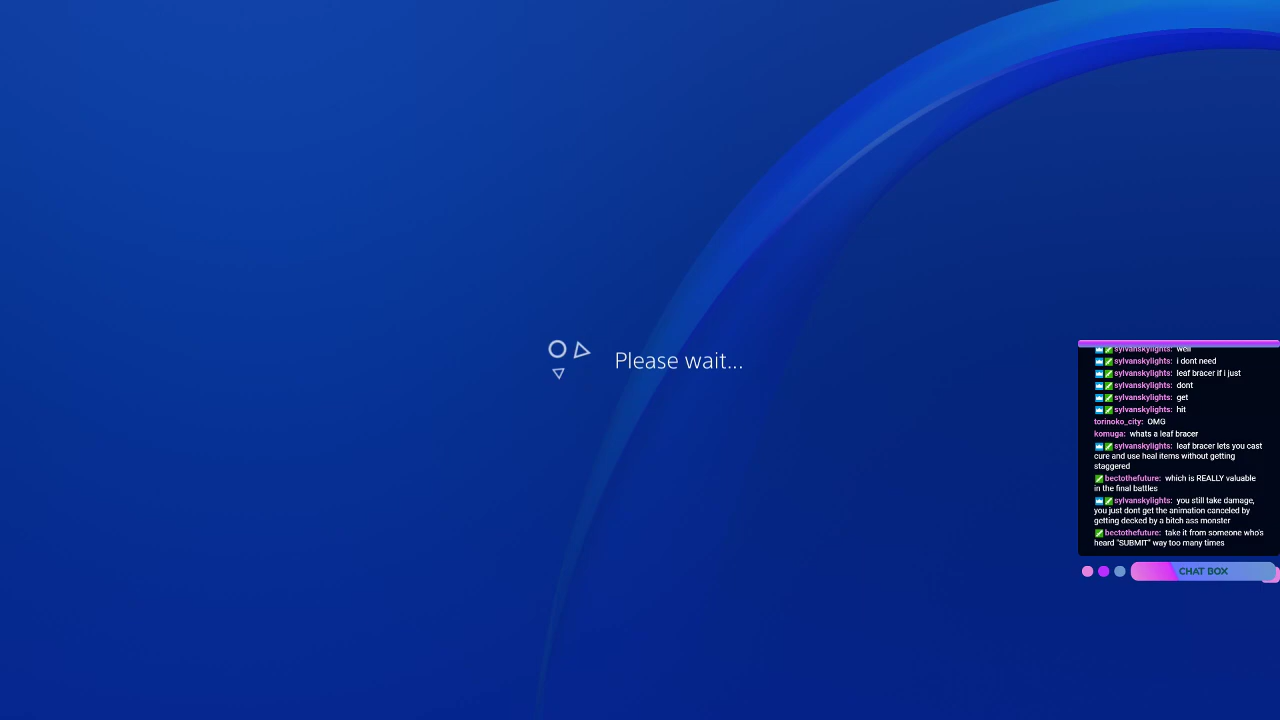 Please wait...
sylvanskylights: well
sylvanskylights: i dont need
sylvanskylights: leaf bracer if i just
sylvanskylights: dont
sylvanskylights: get
sylvanskylights: hit
torinoko_city: OMG
komuga: whats a leaf bracer
sylvanskylights: leaf bracer lets you cast
cure and use heal items without getting
staggered
bectothefuture: which is REALLY valuable
in the final battles
sylvanskylights: you still take damage,
you just dont get the animation canceled by
getting decked by a bitch ass monster
bectothefuture: take it from someone who's
heard "SUBMIT" way too many times
CHAT BOX